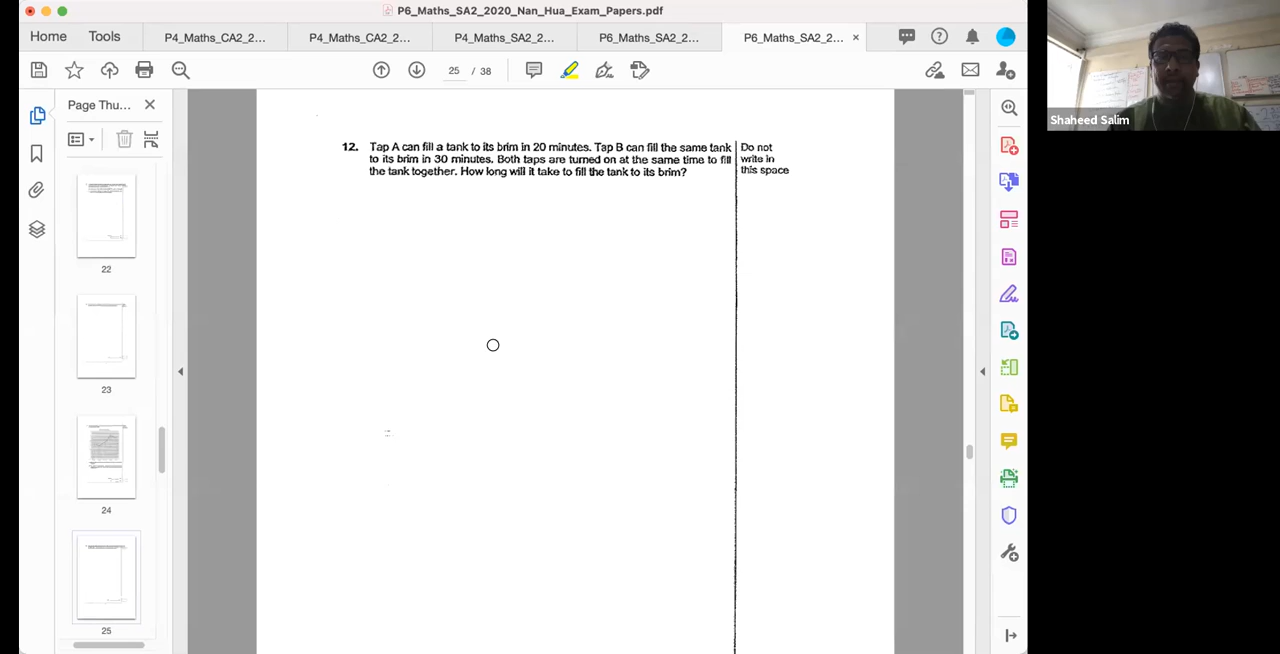 P6_Maths_SA2_2020_Nan_Hua_Exam_Papers.pdf
Home Tools P4_Maths_CA2_2... P4_Maths_CA2_2... P4_Maths_SA2_2... P6_Maths_SA2_2... P6_Maths_SA2_2... ×
25 / 38
Page Thu...
22
23
24
25
12. Tap A can fill a tank to its brim in 20 minutes. Tap B can fill the same tank
to its brim in 30 minutes. Both taps are turned on at the same time to fill
the tank together. How long will it take to fill the tank to its brim?
Do not
write in
this space
Shaheed Salim